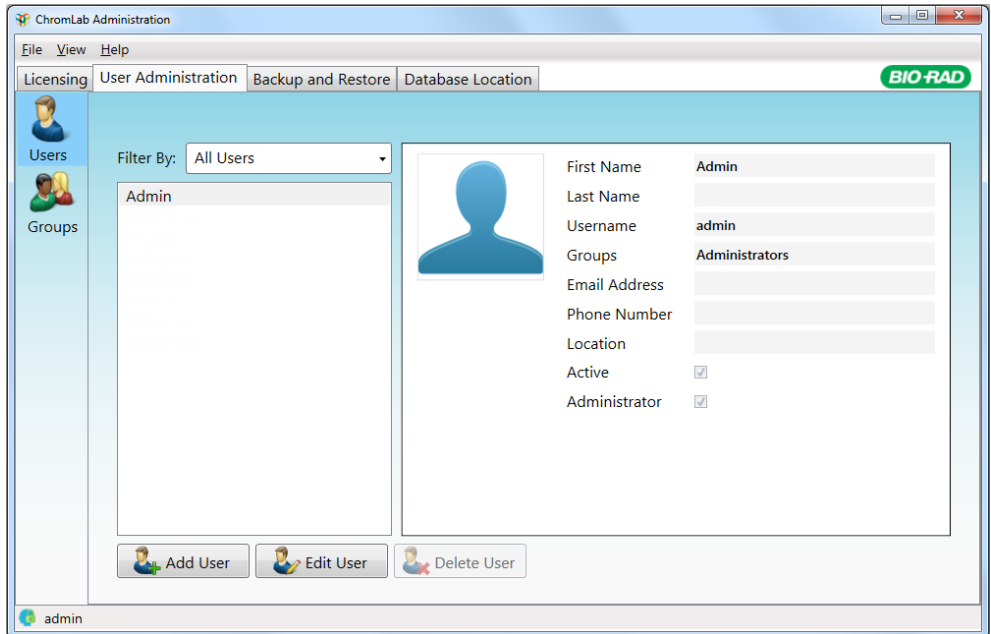 ChromLab Administration
File View Help
Licensing User Administration Backup and Restore Database Location BIO-RAD
Users
Groups
Filter By: All Users
Admin
First Name Admin
Last Name
Username admin
Groups Administrators
Email Address
Phone Number
Location
Active
Administrator
Add User Edit User Delete User
admin